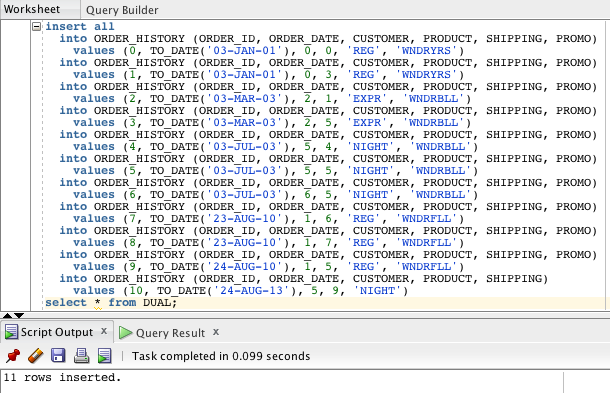 Worksheet Query Builder
insert all
into ORDER_HISTORY (ORDER_ID, ORDER_DATE, CUSTOMER, PRODUCT, SHIPPING, PROMO)
values (0, TO_DATE('03-JAN-01'), 0, 0, 'REG', 'WNDRYRS')
into ORDER_HISTORY (ORDER_ID, ORDER_DATE, CUSTOMER, PRODUCT, SHIPPING, PROMO)
values (1, TO_DATE('03-JAN-01'), 0, 3, 'REG', 'WNDRYRS')
into ORDER_HISTORY (ORDER_ID, ORDER_DATE, CUSTOMER, PRODUCT, SHIPPING, PROMO)
values (2, TO_DATE('03-MAR-03'), 2, 1, 'EXPR', 'WNDRBLL')
into ORDER_HISTORY (ORDER_ID, ORDER_DATE, CUSTOMER, PRODUCT, SHIPPING, PROMO)
values (3, TO_DATE('03-MAR-03'), 2, 5, 'EXPR', 'WNDRBLL')
into ORDER_HISTORY (ORDER_ID, ORDER_DATE, CUSTOMER, PRODUCT, SHIPPING, PROMO)
values (4, TO_DATE('03-JUL-03'), 5, 4, 'NIGHT', 'WNDRBLL')
into ORDER_HISTORY (ORDER_ID, ORDER_DATE, CUSTOMER, PRODUCT, SHIPPING, PROMO)
values (5, TO_DATE('03-JUL-03'), 5, 5, 'NIGHT', 'WNDRBLL')
into ORDER_HISTORY (ORDER_ID, ORDER_DATE, CUSTOMER, PRODUCT, SHIPPING, PROMO)
values (6, TO_DATE('03-JUL-03'), 6, 5, 'NIGHT', 'WNDRBLL')
into ORDER_HISTORY (ORDER_ID, ORDER_DATE, CUSTOMER, PRODUCT, SHIPPING, PROMO)
values (7, TO_DATE('23-AUG-10'), 1, 6, 'REG', 'WNDRFLL')
into ORDER_HISTORY (ORDER_ID, ORDER_DATE, CUSTOMER, PRODUCT, SHIPPING, PROMO)
values (8, TO_DATE('23-AUG-10'), 1, 7, 'REG', 'WNDRFLL')
into ORDER_HISTORY (ORDER_ID, ORDER_DATE, CUSTOMER, PRODUCT, SHIPPING, PROMO)
values (9, TO_DATE('24-AUG-10'), 1, 5, 'REG', 'WNDRFLL')
into ORDER_HISTORY (ORDER_ID, ORDER_DATE, CUSTOMER, PRODUCT, SHIPPING)
values (10, TO_DATE('24-AUG-13'), 5, 9, 'NIGHT')
select * from DUAL;
Script Output x Query Result x
Task completed in 0.099 seconds
11 rows inserted.